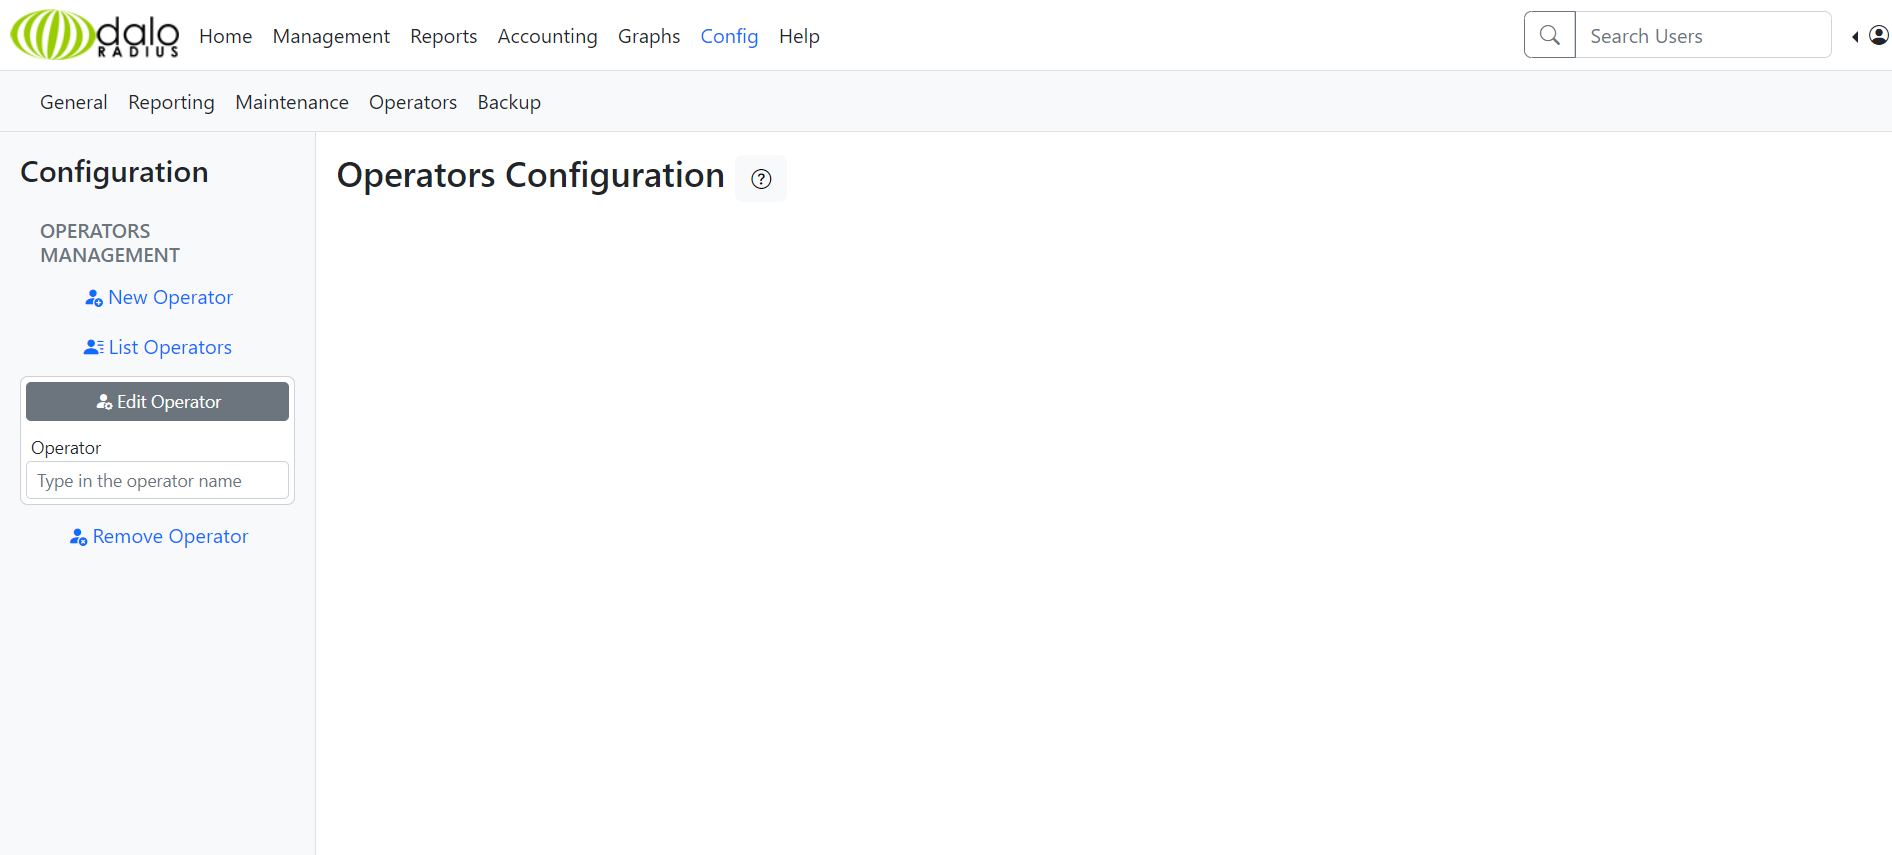 dalo
RADIUS
Home Management Reports Accounting Graphs Config Help
Search Users
General Reporting Maintenance Operators Backup
Configuration
OPERATORS
MANAGEMENT
New Operator
List Operators
Edit Operator
Operator
Type in the operator name
Remove Operator
Operators Configuration